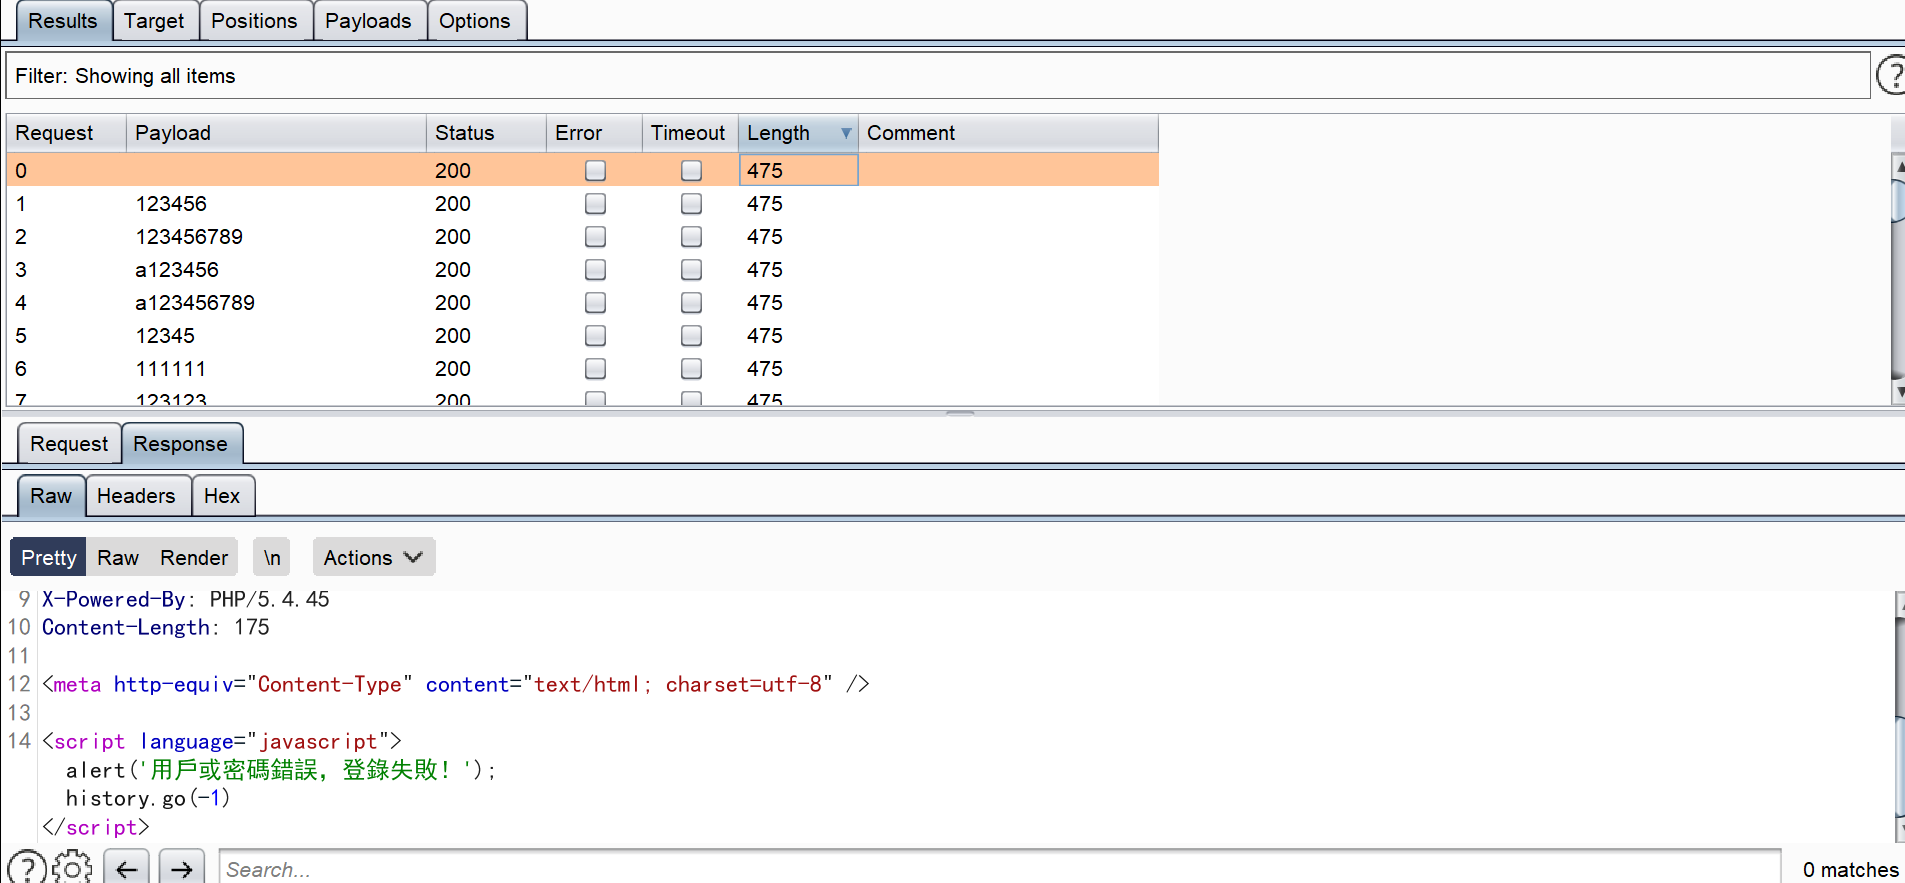 Results Target Positions Payloads Options
Filter: Showing all items
Request Payload Status Error Timeout Length Comment
0 200 475
1 123456 200 475
2 123456789 200 475
3 a123456 200 475
4 a123456789 200 475
5 12345 200 475
6 111111 200 475
7 123123 200 475
Request Response
Raw Headers Hex
Pretty Raw Render \n Actions
9 X-Powered-By: PHP/5.4.45
10 Content-Length: 175
11
12 <meta http-equiv="Content-Type" content="text/html; charset=utf-8" />
13
14 <script language="javascript">
alert('用戶或密碼錯誤，登錄失敗！');
history.go(-1)
</script>
Search...
0 matches